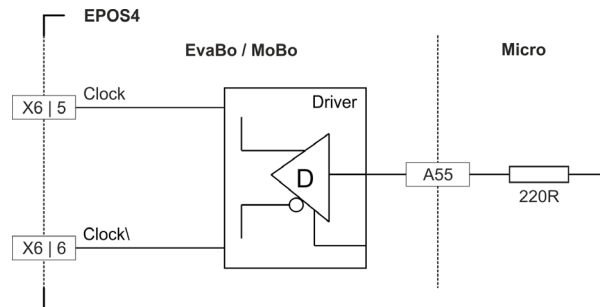 EPOS4
EvaBo / MoBo
Micro
X6 | 5
Clock
Driver
D
A55
220R
X6 | 6
Clock\